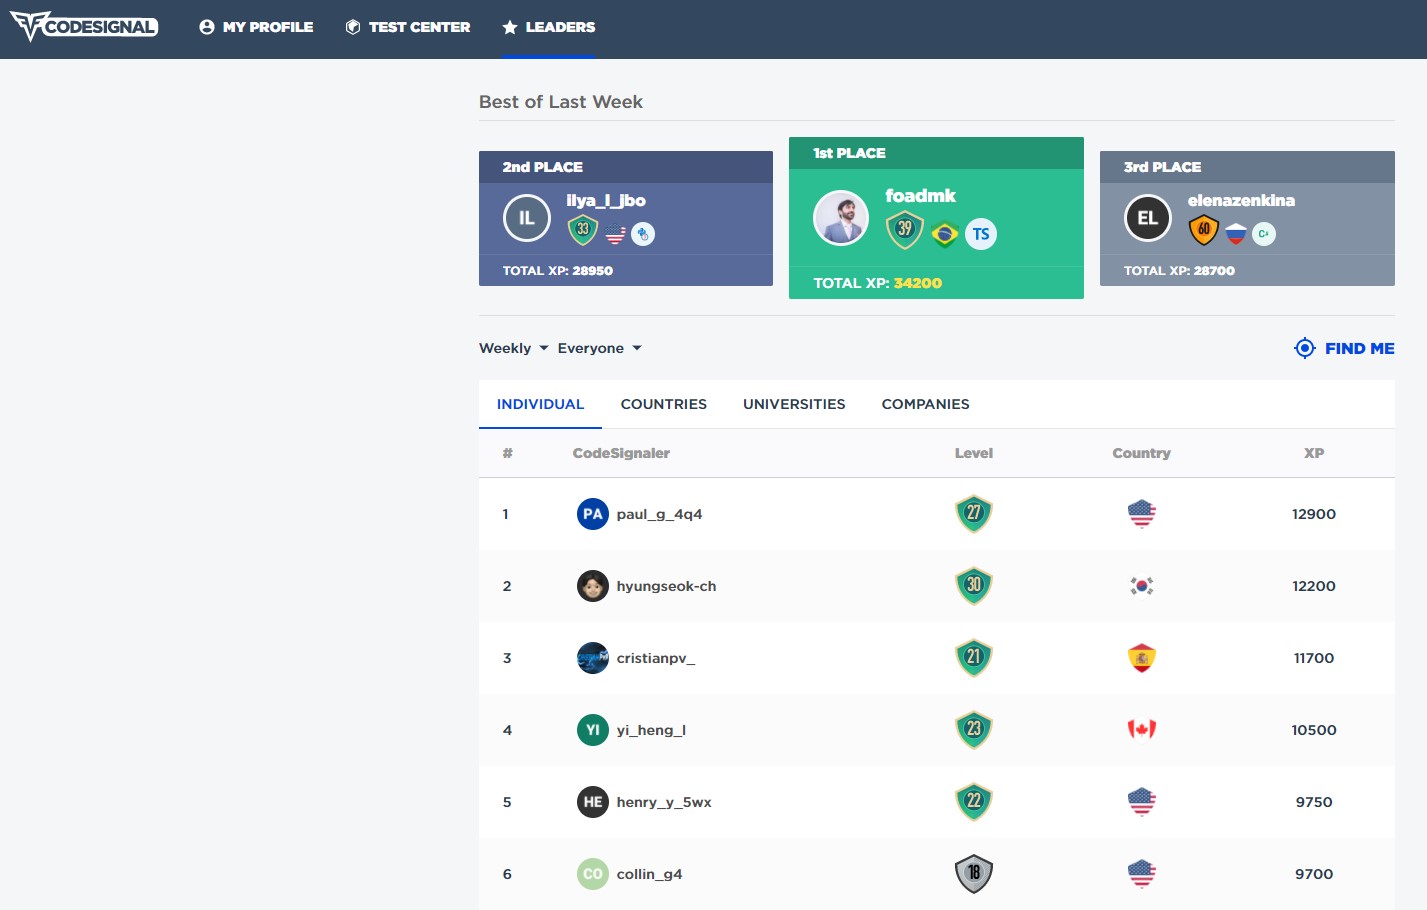 CODESIGNAL MY PROFILE TEST CENTER LEADERS
Best of Last Week
2nd PLACE
IL ilya_l_jbo
33
TOTAL XP: 28950
1st PLACE
foadmk
39 TS
TOTAL XP: 34200
3rd PLACE
EL elenazenkina
60 C#
TOTAL XP: 28700
Weekly Everyone FIND ME
INDIVIDUAL COUNTRIES UNIVERSITIES COMPANIES
# CodeSignaler Level Country XP
1 PA paul_g_4q4 27 12900
2 hyungseok-ch 30 12200
3 cristianpv_ 21 11700
4 YI yi_heng_l 23 10500
5 HE henry_y_5wx 22 9750
6 CO collin_g4 18 9700